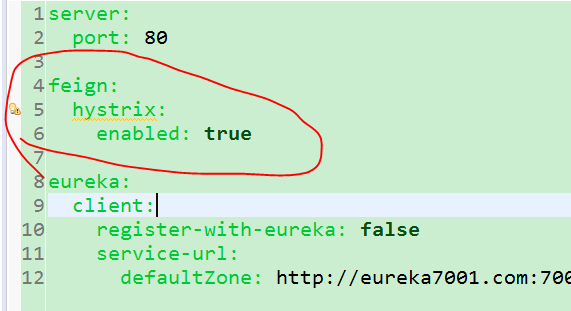 1 server:
2 port: 80
3
4 feign:
5 hystrix:
6 enabled: true
7
8 eureka:
9 client:
10 register-with-eureka: false
11 service-url:
12 defaultZone: http://eureka7001.com:700